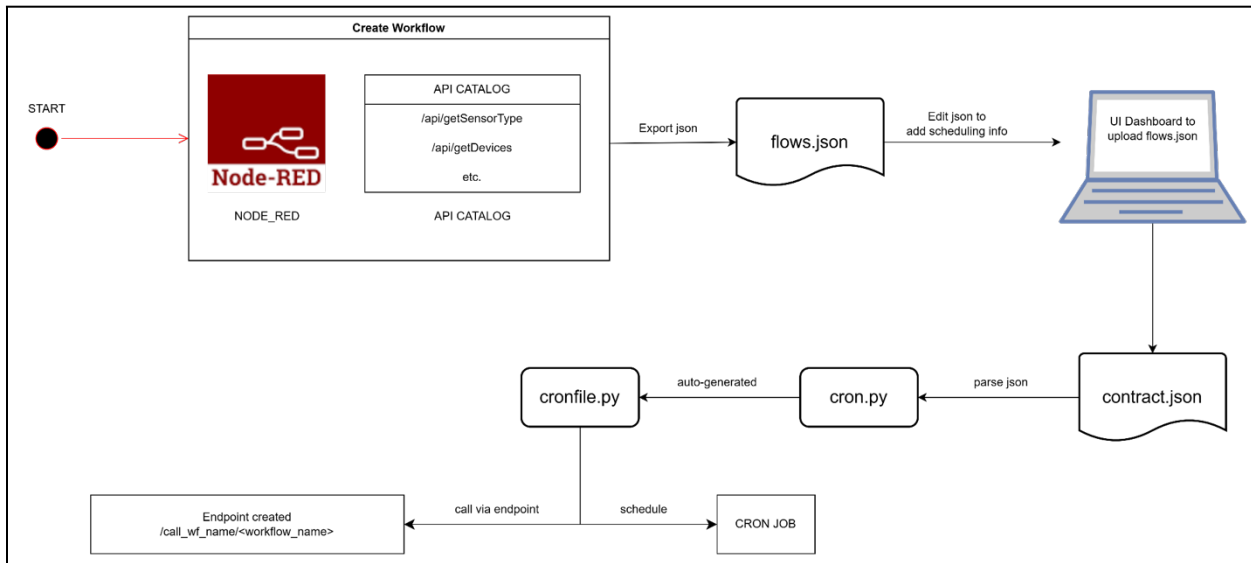 Create Workflow
START
Node-RED
NODE_RED
API CATALOG
/api/getSensorType
/api/getDevices
etc.
API CATALOG
Export json
flows.json
Edit json to
add scheduling info
UI Dashboard to
upload flows.json
contract.json
parse json
cron.py
auto-generated
cronfile.py
Endpoint created
/call_wf_name/<workflow_name>
call via endpoint
schedule
CRON JOB